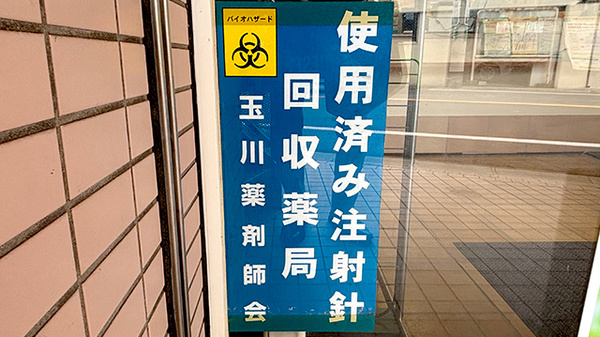 バイオハザード
使用済み注射針
回収薬局
玉川薬剤師会